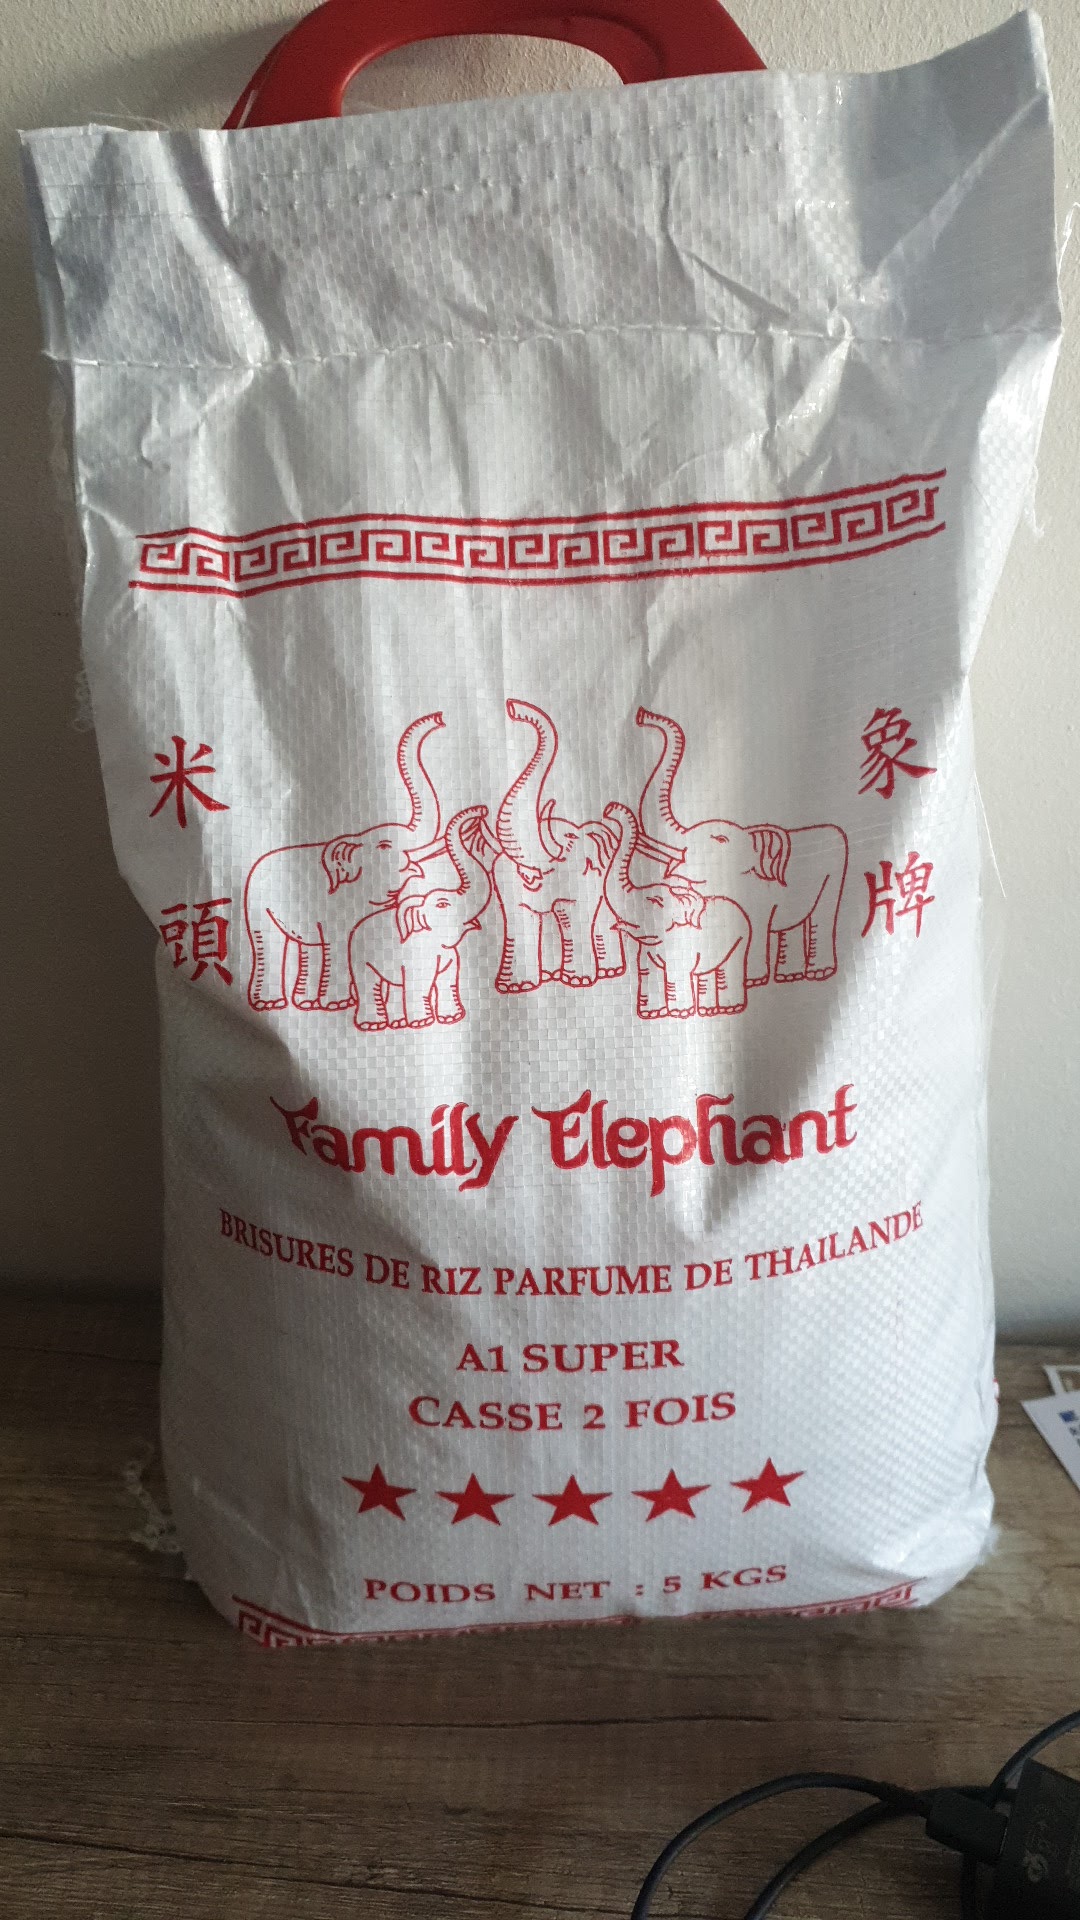 象牌
米頭
Family Elephant
BRISURES DE RIZ PARFUME DE THAILANDE
A1 SUPER
CASSE 2 FOIS
POIDS NET : 5 KGS